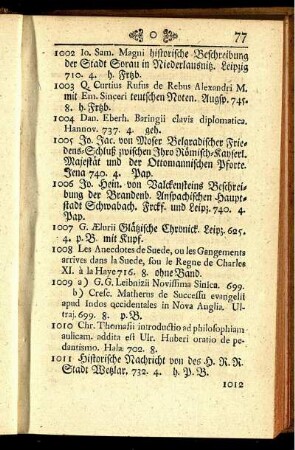 77
1002 Io. Sam. Magni historische Beschreibung
der Stadt Sorau in Niederlausnitz. Leipzig
710. 4. h. Frtzb.
1003 Q. Curtius Rufus de Rebus Alexandri M.
mit Em. Sinceri teutschen Noten. Augsp. 745.
8. h. Frtzb.
1004 Dan. Eberh. Baringii clavis diplomatica.
Hannov. 737. 4. geh.
1005 Jo. Jac. von Moser Belgradischer Frie-
dens-Schluß zwischen Ihro Römisch-Kayserl.
Majestät und der Ottomannischen Pforte.
Jena 740. 4. Pap.
1006 Jo. Hein. von Valckensteins Beschrei-
bung der Brandenb. Anspachischen Haupt-
stadt Schwabach. Frckf. und Leipz. 740. 4.
Pap.
1007 G. Ælurii Glätzische Chronick. Leipz. 625.
4. p. B. mit Kupf.
1008 Les Anecdotes de Suede, ou les Gangements
arrives dans la Suede, sou le Regne de Charles
XI. à la Haye 716. 8. ohne Band.
1009 a) G. G. Leibnizii Novissima Sinica. 699.
b) Cresc. Matherus de Successu evangelii
apud Indos occidentales in Nova Anglia. Ul-
traj. 699. 8. p. B.
1010 Chr. Thomasii introductio ad philosophiam
aulicam. addita est Ulr. Huberi oratio de pe-
dantismo. Halæ 702. 8.
1011 Historische Nachricht von des H. R. R.
Stadt Wetzlar. 732. 4. h. P. B.
1012